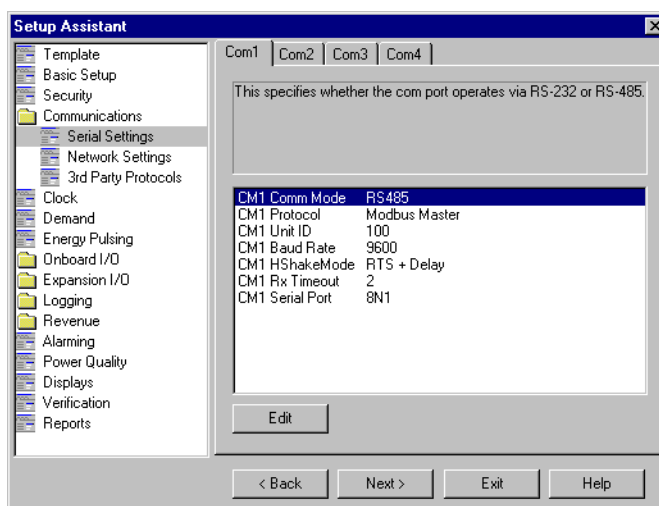 Setup Assistant
Template
Basic Setup
Security
Communications
Serial Settings
Network Settings
3rd Party Protocols
Clock
Demand
Energy Pulsing
Onboard I/O
Expansion I/O
Logging
Revenue
Alarming
Power Quality
Displays
Verification
Reports
Com1 Com2 Com3 Com4
This specifies whether the com port operates via RS-232 or RS-485.
CM1 Comm Mode RS485
CM1 Protocol Modbus Master
CM1 Unit ID 100
CM1 Baud Rate 9600
CM1 HShakeMode RTS + Delay
CM1 Rx Timeout 2
CM1 Serial Port 8N1
Edit
< Back Next > Exit Help